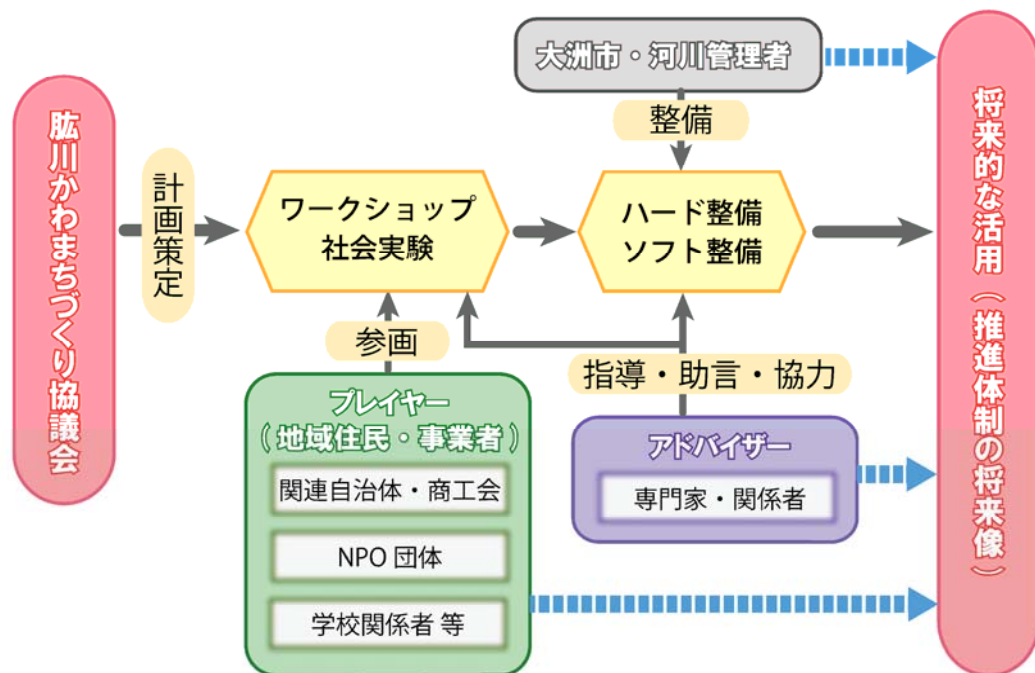 肱川かわまちづくり協議会
計画策定
ワークショップ
社会実験
大洲市・河川管理者
整備
ハード整備
ソフト整備
参画
指導・助言・協力
プレイヤー
(地域住民・事業者)
関連自治体・商工会
NPO 団体
学校関係者 等
アドバイザー
専門家・関係者
将来的な活用(推進体制の将来像)